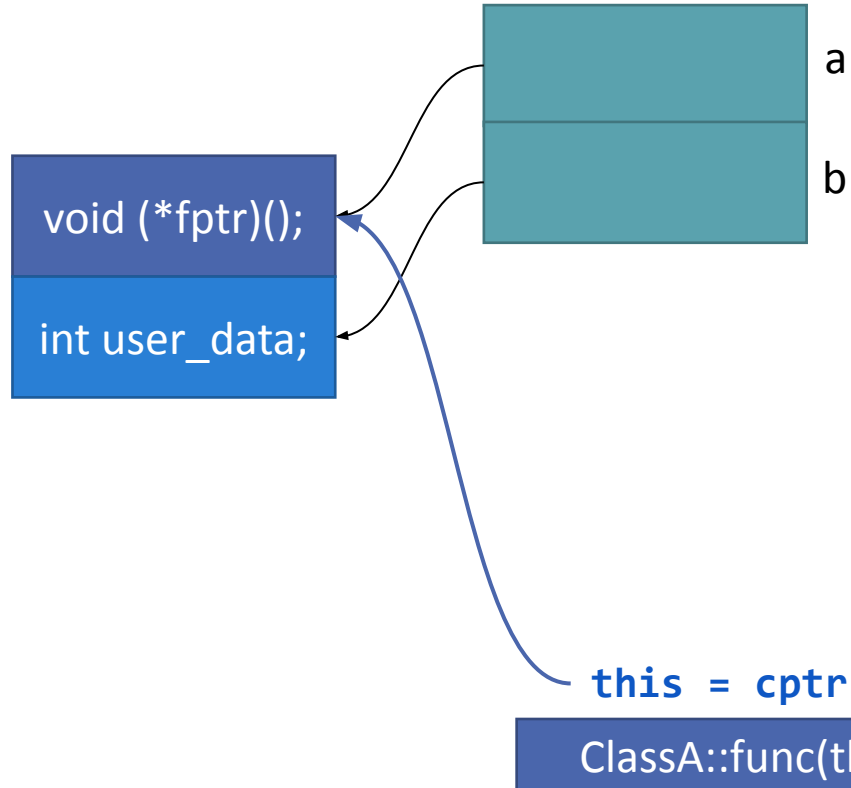 a
b
void (*fptr)();
int user_data;
this = cptr
ClassA::func(t